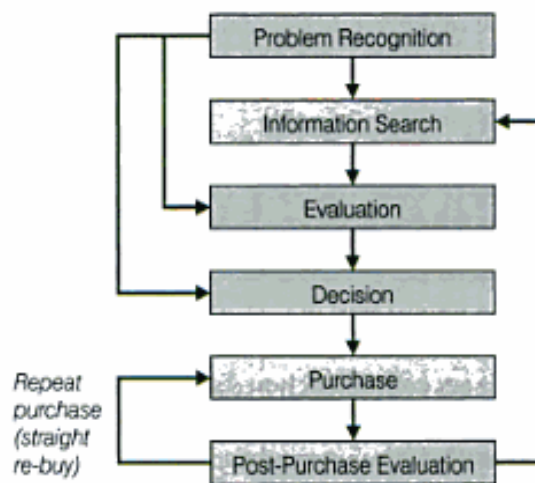 Problem Recognition
Information Search
Evaluation
Decision
Purchase
Repeat
purchase
(straight
re-buy)
Post-Purchase Evaluation